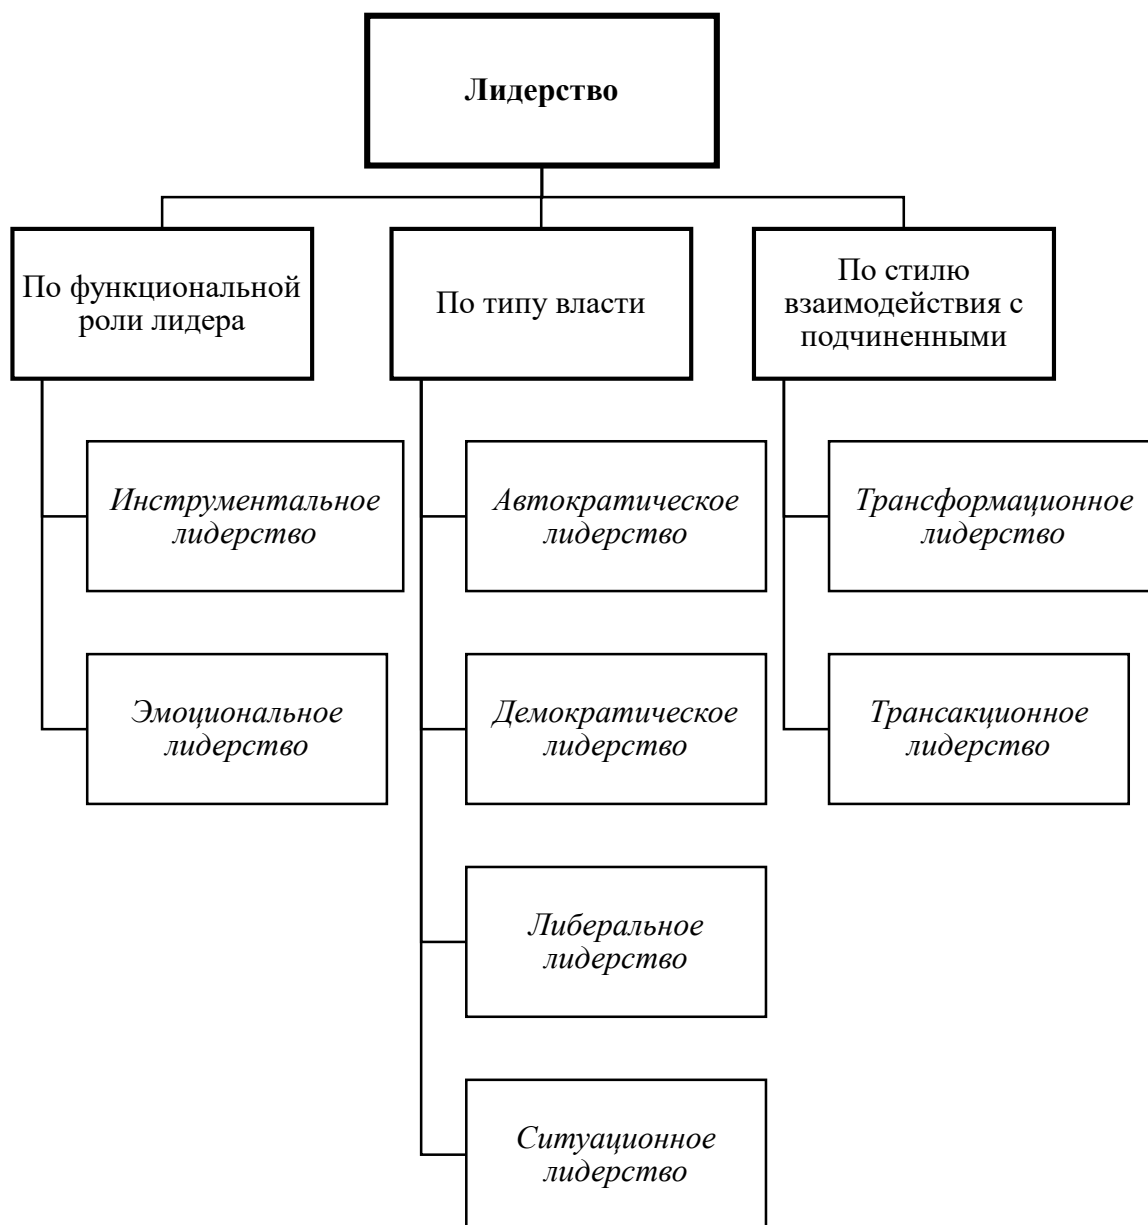 Лидерство
По функциональной
роли лидера
По типу власти
По стилю
взаимодействия с
подчиненными
Инструментальное
лидерство
Автократическое
лидерство
Трансформационное
лидерство
Эмоциональное
лидерство
Демократическое
лидерство
Трансакционное
лидерство
Либеральное
лидерство
Ситуационное
лидерство